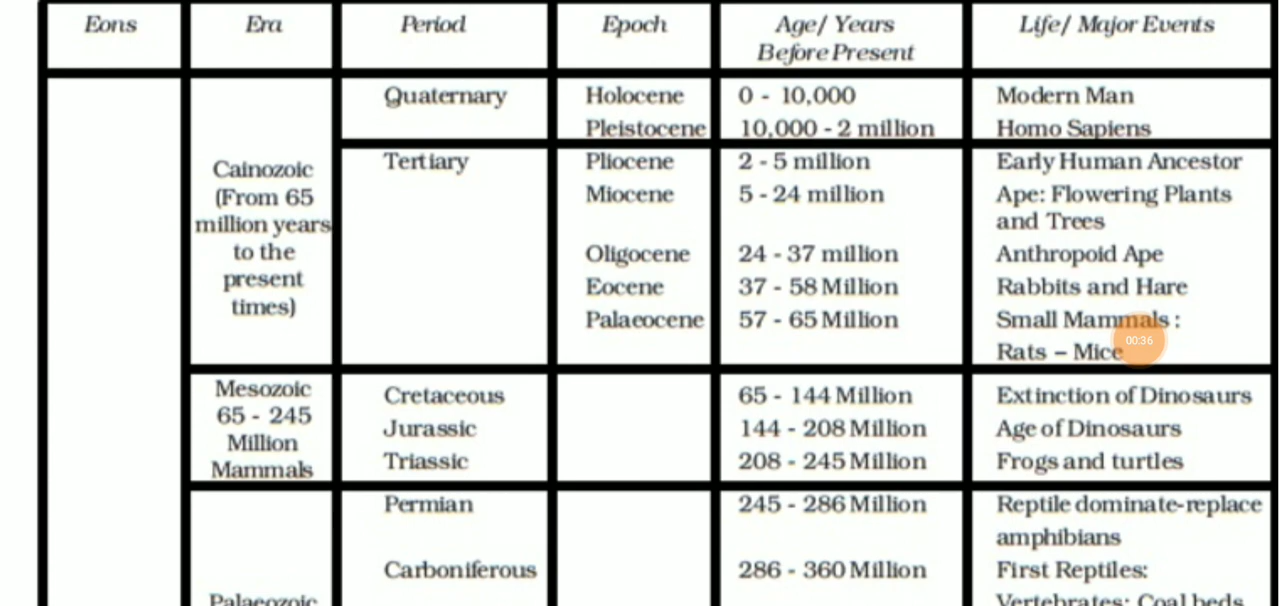 Eons Era Period Epoch Age/ Years Life/ Major Events
Before Present
Quaternary Holocene 0 - 10,000 Modern Man
Pleistocene 10,000 - 2 million Homo Sapiens
Cainozoic
(From 65
million years
to the
present
times)
Tertiary Pliocene 2 - 5 million Early Human Ancestor
Miocene 5 - 24 million Ape: Flowering Plants
and Trees
Oligocene 24 - 37 million Anthropoid Ape
Eocene 37 - 58 Million Rabbits and Hare
Palaeocene 57 - 65 Million Small Mammals :
Rats – Mice
00:36
Mesozoic
65 - 245
Million
Mammals
Cretaceous 65 - 144 Million Extinction of Dinosaurs
Jurassic 144 - 208 Million Age of Dinosaurs
Triassic 208 - 245 Million Frogs and turtles
Permian 245 - 286 Million Reptile dominate-replace
amphibians
Carboniferous 286 - 360 Million First Reptiles:
Palaeozoic Vertebrates: Coal beds